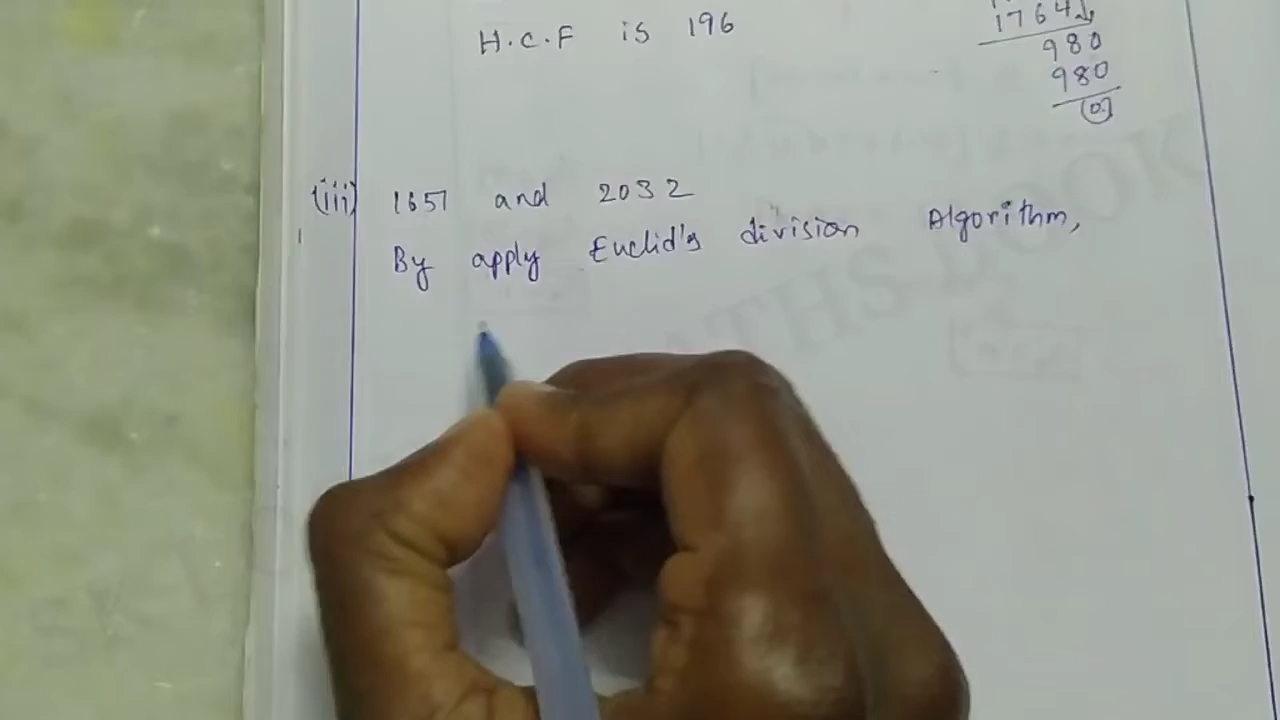 H.C.F is 196
1764
980
980
0
(iii) 1651 and 2032
By apply Euclid's division Algorithm,